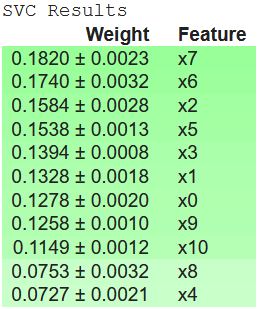 SVC Results
Weight Feature
0.1820 ± 0.0023 x7
0.1740 ± 0.0032 x6
0.1584 ± 0.0028 x2
0.1538 ± 0.0013 x5
0.1394 ± 0.0008 x3
0.1328 ± 0.0018 x1
0.1278 ± 0.0020 x0
0.1258 ± 0.0010 x9
0.1149 ± 0.0012 x10
0.0753 ± 0.0032 x8
0.0727 ± 0.0021 x4